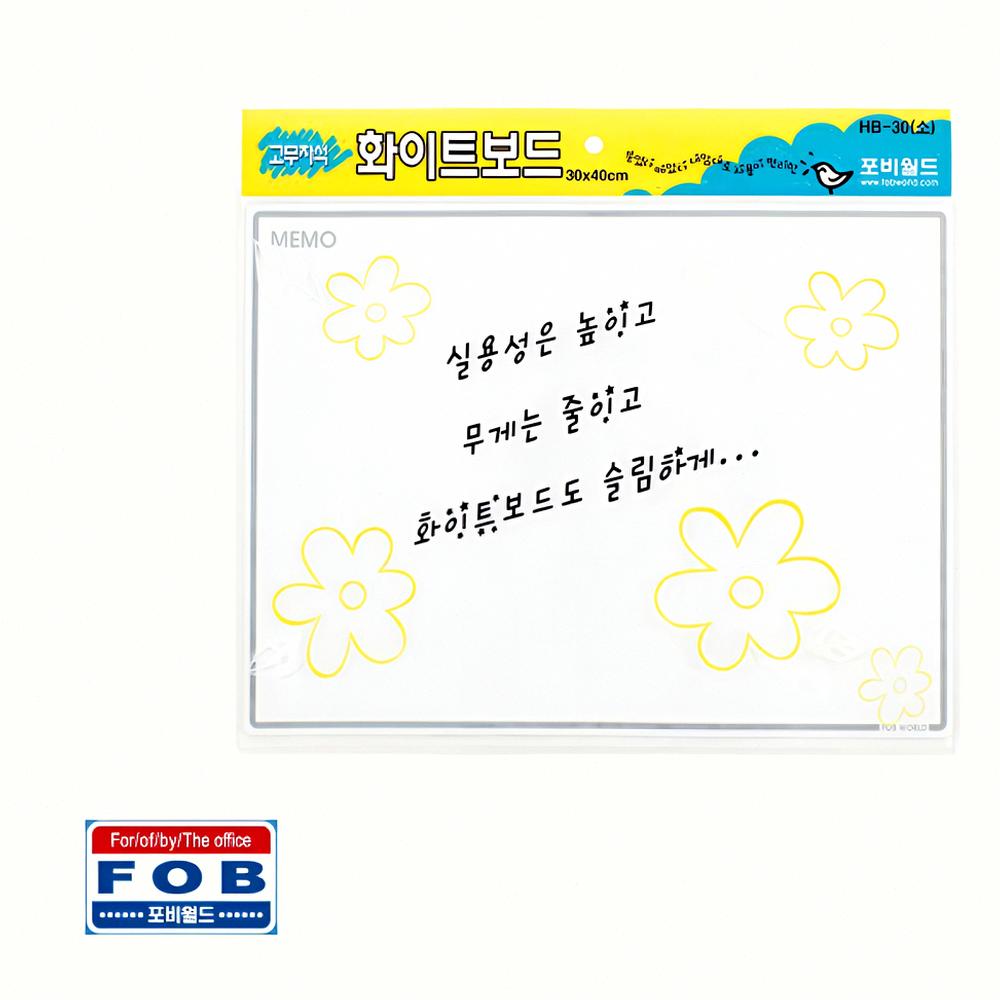 고무자석
화이트보드
30x40cm
HB-30(소)
포비월드
MEMO
실용성은 높이고
무게는 줄이고
화이트보드도 슬림하게...
FOB WORLD
For/of/by/The office
FOB
포비월드